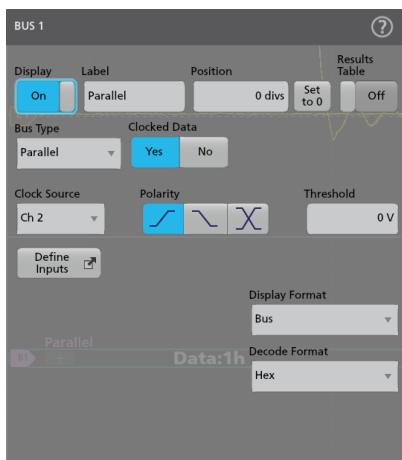 BUS 1
?
Display
Label
Position
Results
Table
On
Parallel
0 divs
Set
to 0
Off
Bus Type
Clocked Data
Parallel
Yes
No
Clock Source
Polarity
Threshold
Ch 2
0 V
Define
Inputs
Display Format
Bus
Parallel
B1
+
Data:1h
Decode Format
Hex